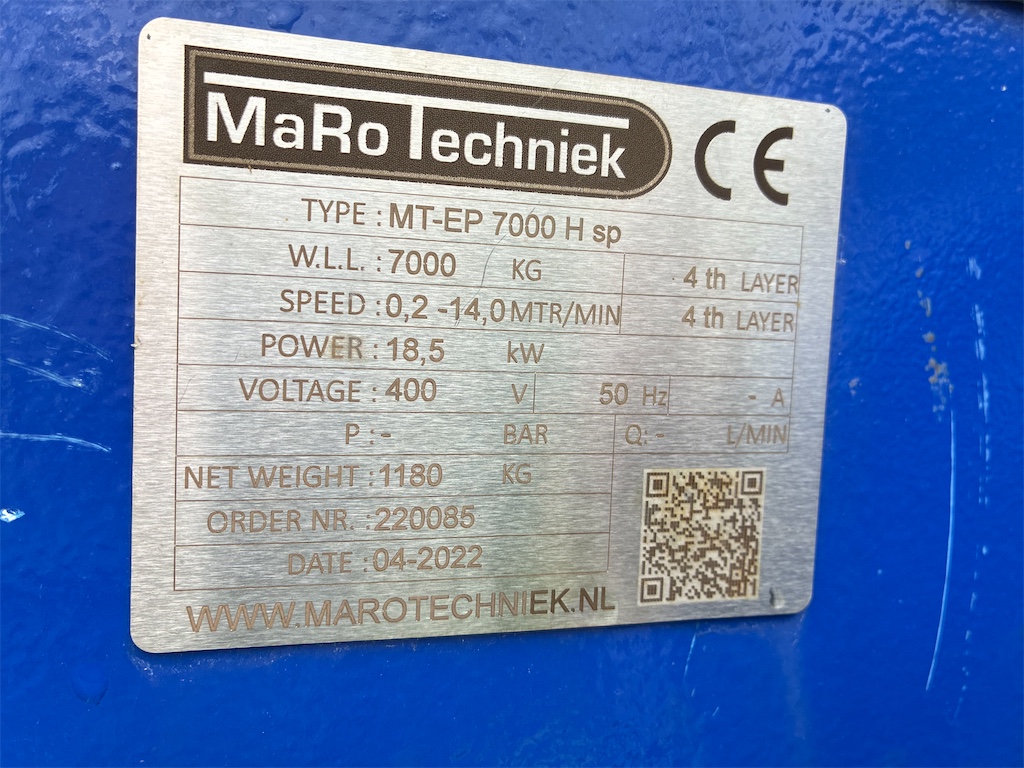 MaRo Techniek CE
TYPE : MT-EP 7000 H sp
W.L.L. : 7000 KG 4 th LAYER
SPEED : 0,2 -14,0 MTR/MIN 4 th LAYER
POWER : 18,5 kW
VOLTAGE : 400 V 50 Hz - A
P : - BAR Q: - L/MIN
NET WEIGHT : 1180 KG
ORDER NR. : 220085
DATE : 04-2022
WWW.MAROTECHNIEK.NL